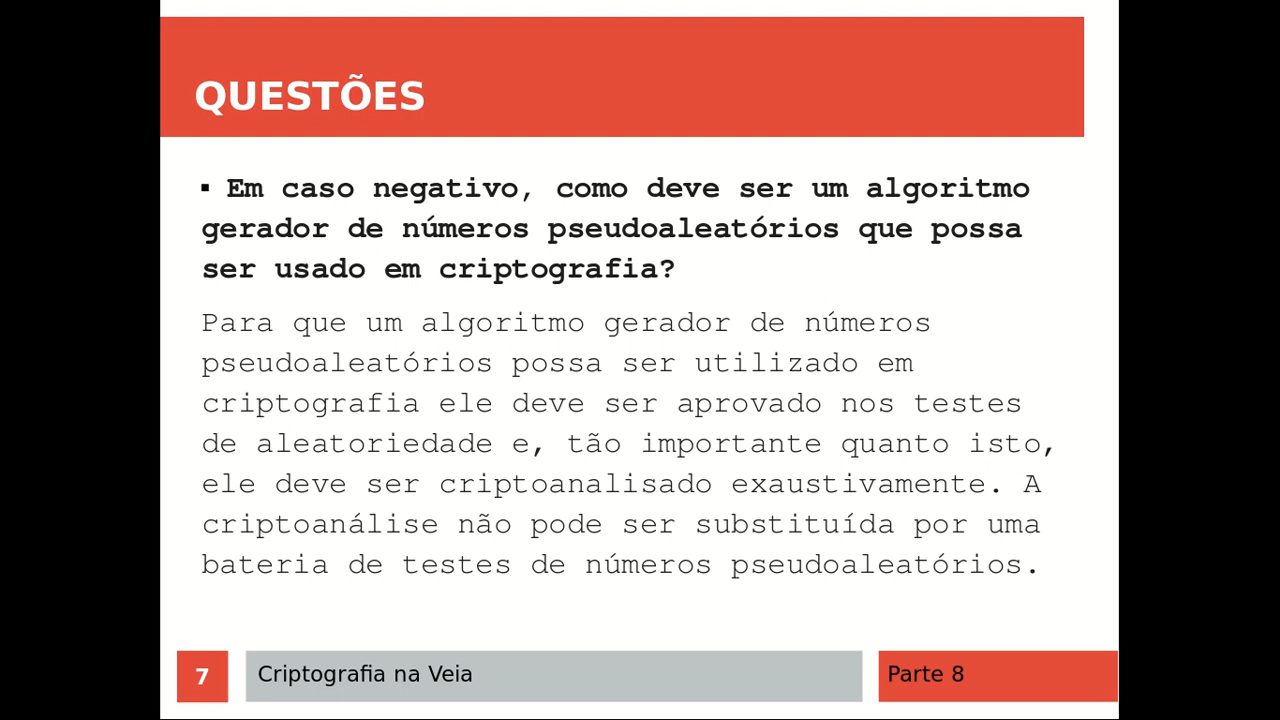 QUESTÕES
▪ Em caso negativo, como deve ser um algoritmo
gerador de números pseudoaleatórios que possa
ser usado em criptografia?
Para que um algoritmo gerador de números
pseudoaleatórios possa ser utilizado em
criptografia ele deve ser aprovado nos testes
de aleatoriedade e, tão importante quanto isto,
ele deve ser criptoanalisado exaustivamente. A
criptoanálise não pode ser substituída por uma
bateria de testes de números pseudoaleatórios.
7
Criptografia na Veia
Parte 8